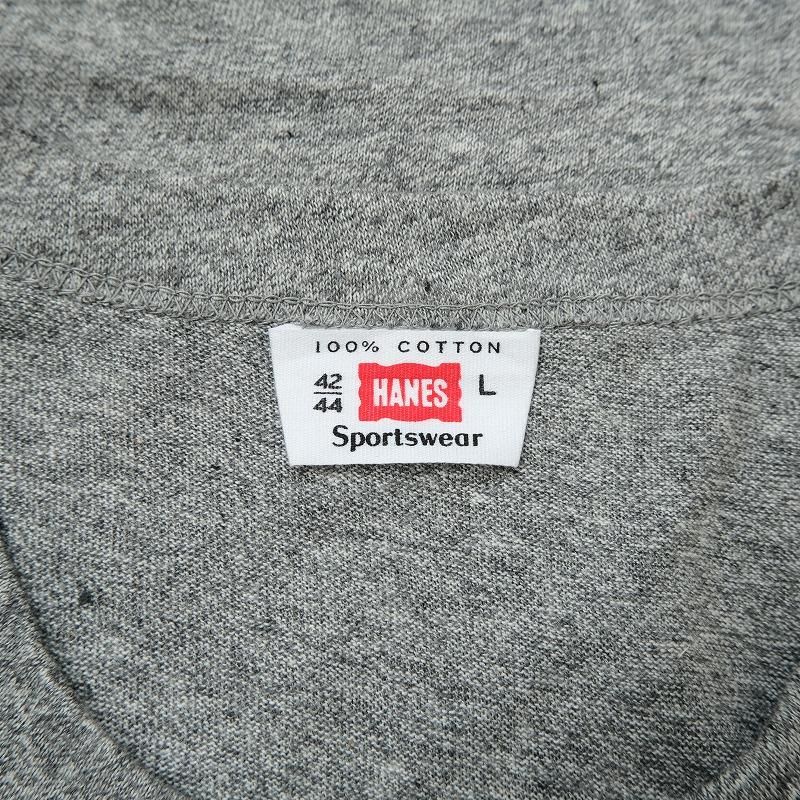 100% COTTON
42
44
HANES
L
Sportswear